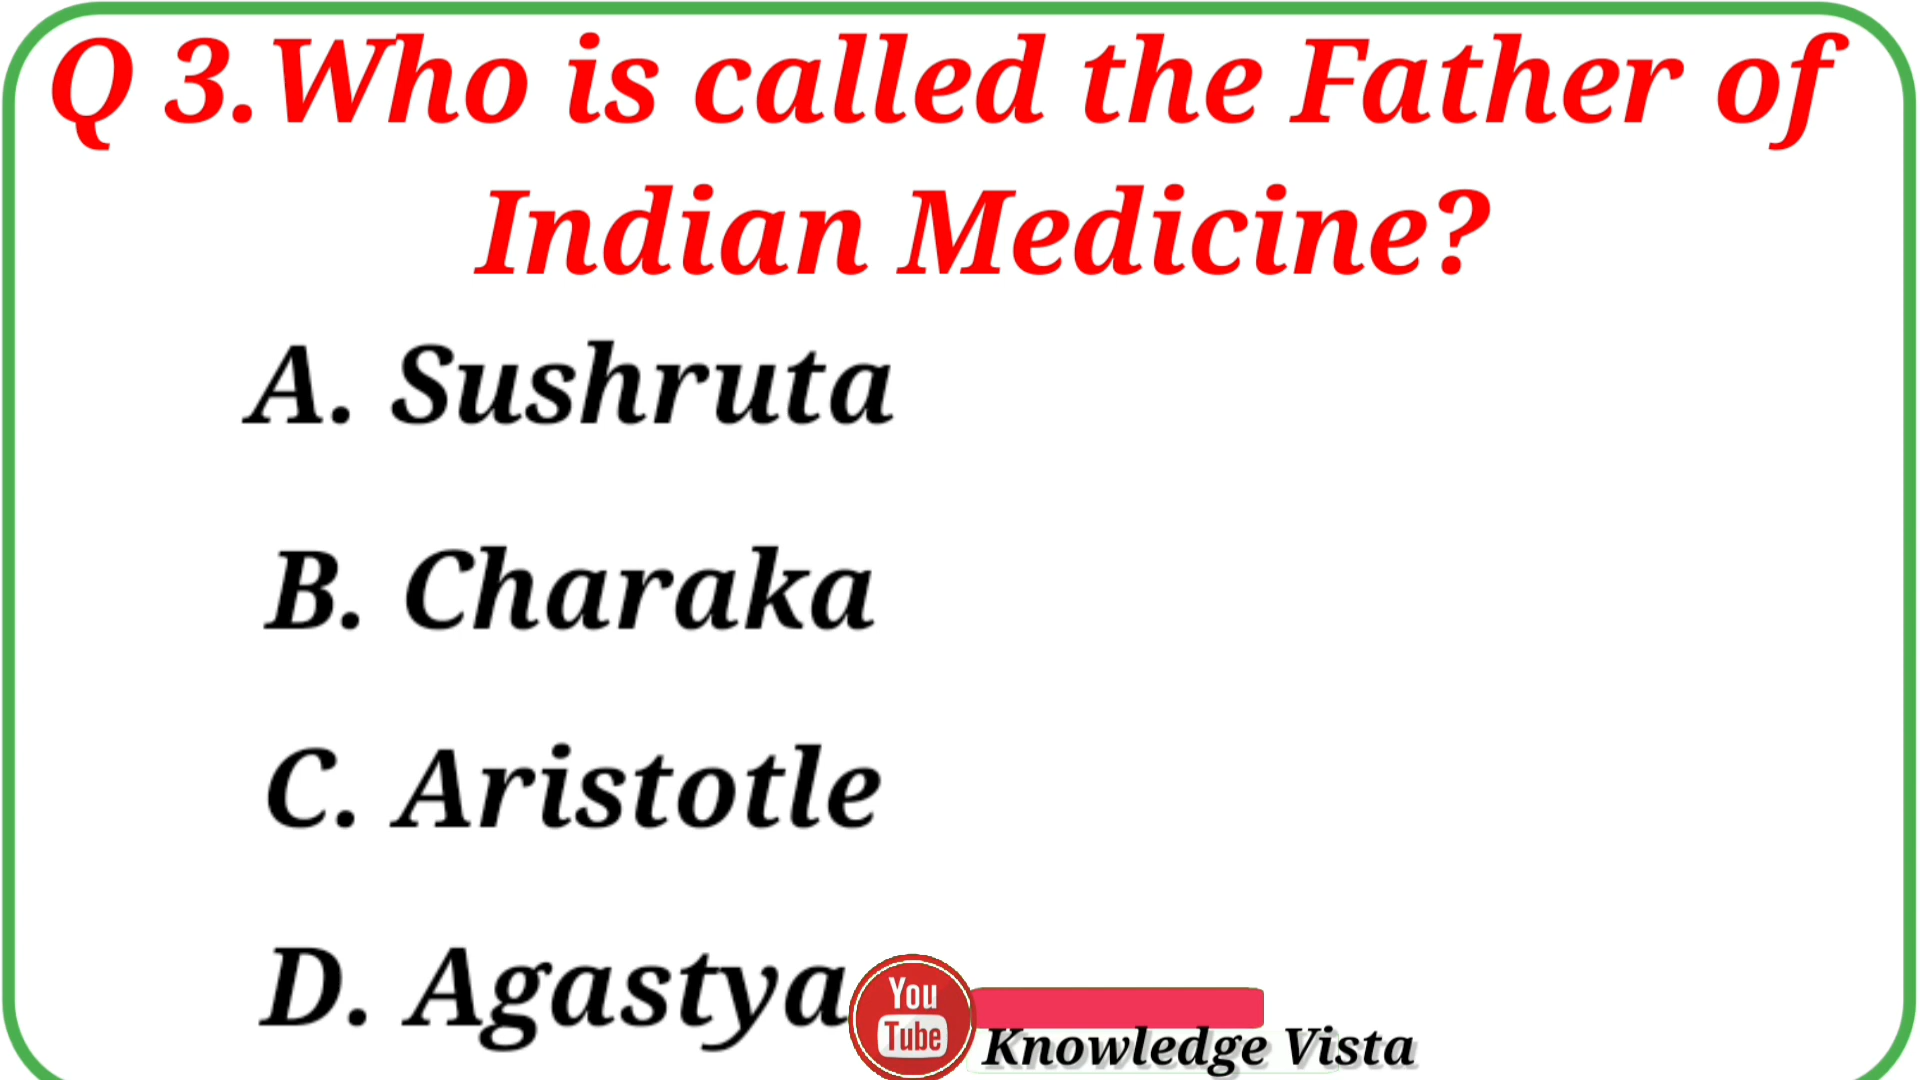 Q 3.Who is called the Father of
Indian Medicine?
A. Sushruta
B. Charaka
C. Aristotle
D. Agastya
You
Tube
Knowledge Vista